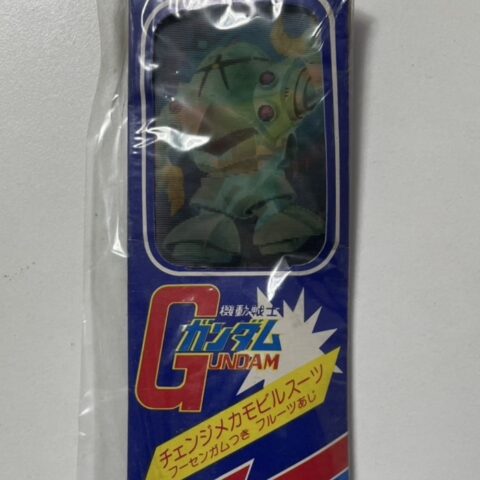 機動戦士
ガンダム
GUNDAM
チェンジメカモビルスーツ
フーセンガムつき フルーツあじ